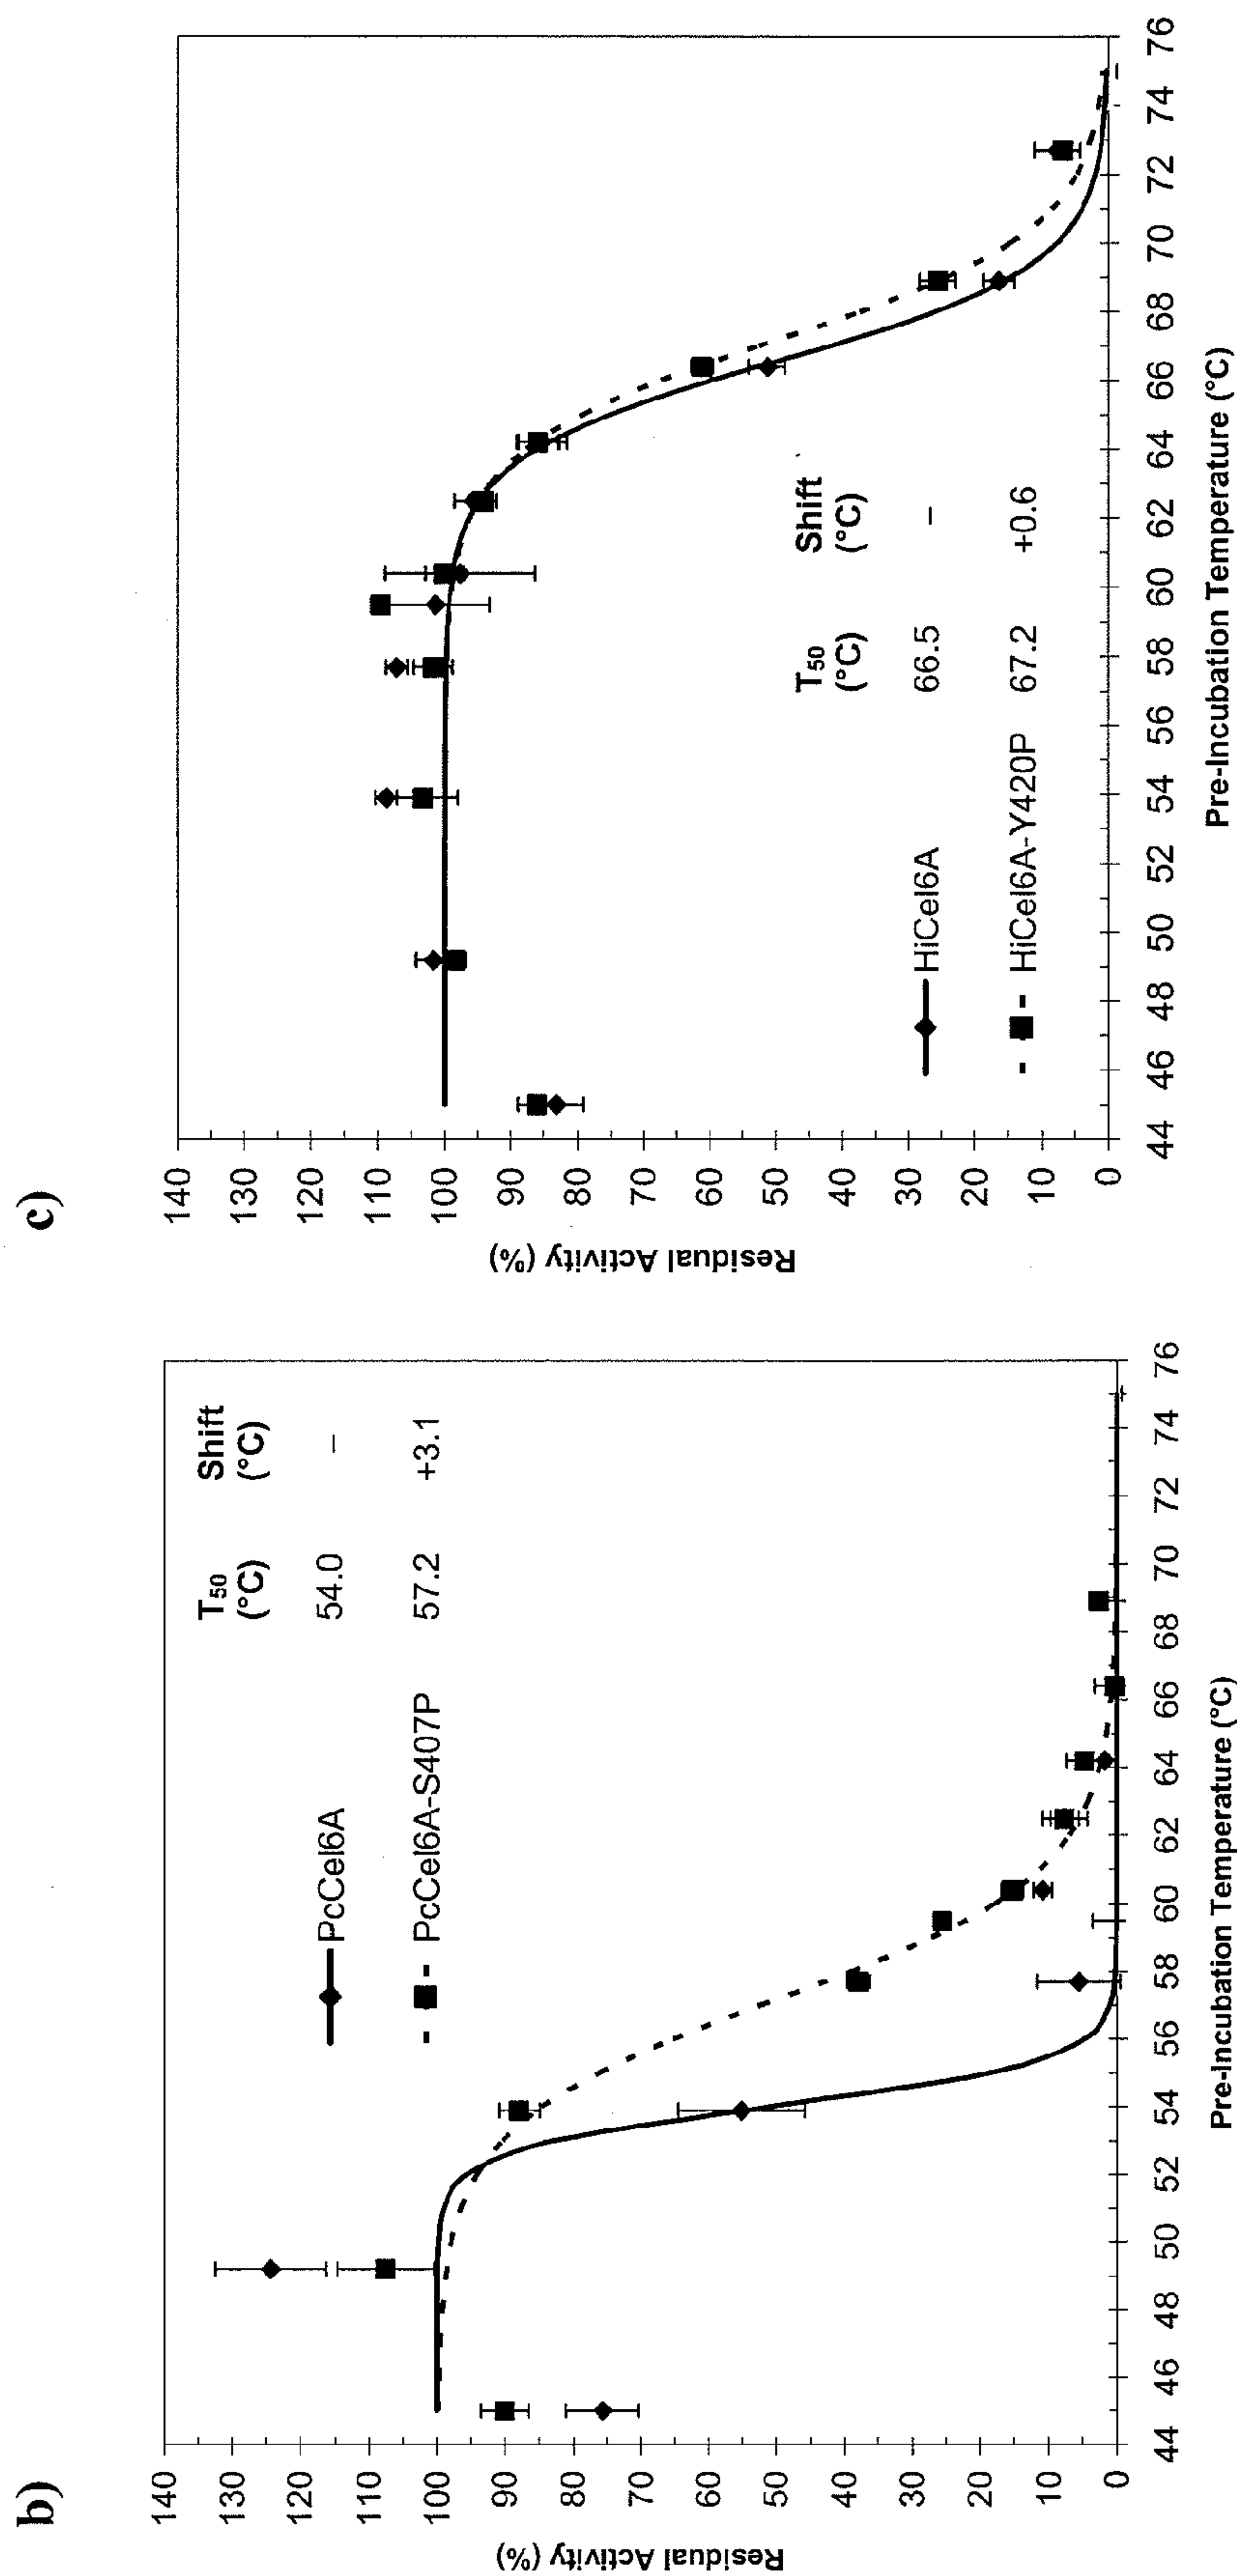 b)
Residual Activity (%)
140
130
120
110
100
90
80
70
60
50
40
30
20
10
0
44 46 48 50 52 54 56 58 60 62 64 66 68 70 72 74 76
Pre-Incubation Temperature (°C)
T50 Shift
(°C) (°C)
PcCel6A 54.0 –
PcCel6A-S407P 57.2 +3.1
c)
Residual Activity (%)
140
130
120
110
100
90
80
70
60
50
40
30
20
10
0
44 46 48 50 52 54 56 58 60 62 64 66 68 70 72 74 76
Pre-Incubation Temperature (°C)
T50 Shift
(°C) (°C)
HiCel6A 66.5 –
HiCel6A-Y420P 67.2 +0.6